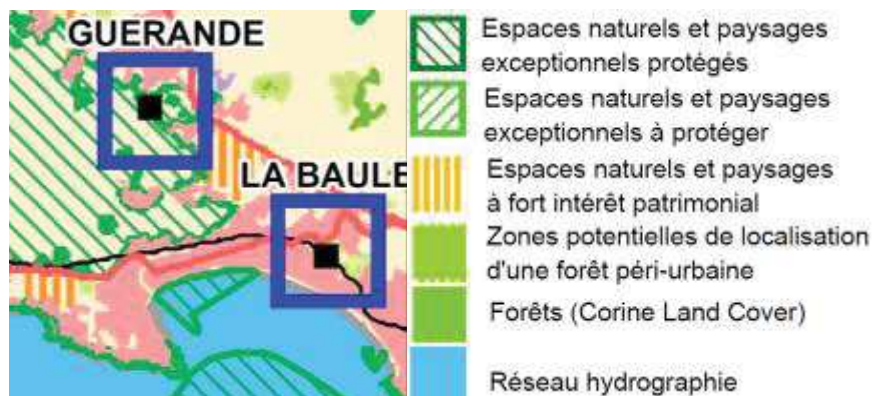 GUERANDE
LA BAULE
Espaces naturels et paysages
exceptionnels protégés
Espaces naturels et paysages
exceptionnels à protéger
Espaces naturels et paysages
à fort intérêt patrimonial
Zones potentielles de localisation
d'une forêt péri-urbaine
Forêts (Corine Land Cover)
Réseau hydrographie